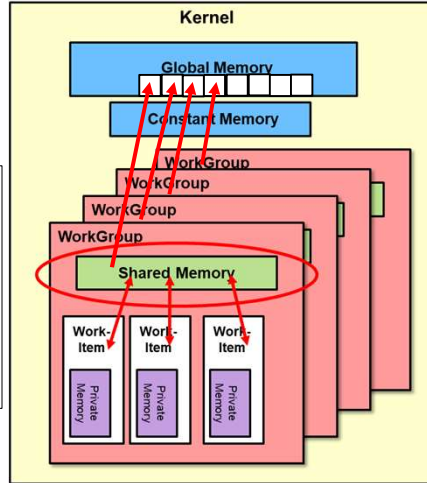 Kernel
Global Memory
Constant Memory
WorkGroup
WorkGroup
WorkGroup
WorkGroup
Shared Memory
Work-
Item
Work-
Item
Work-
Item
Private
Memory
Private
Memory
Private
Memory